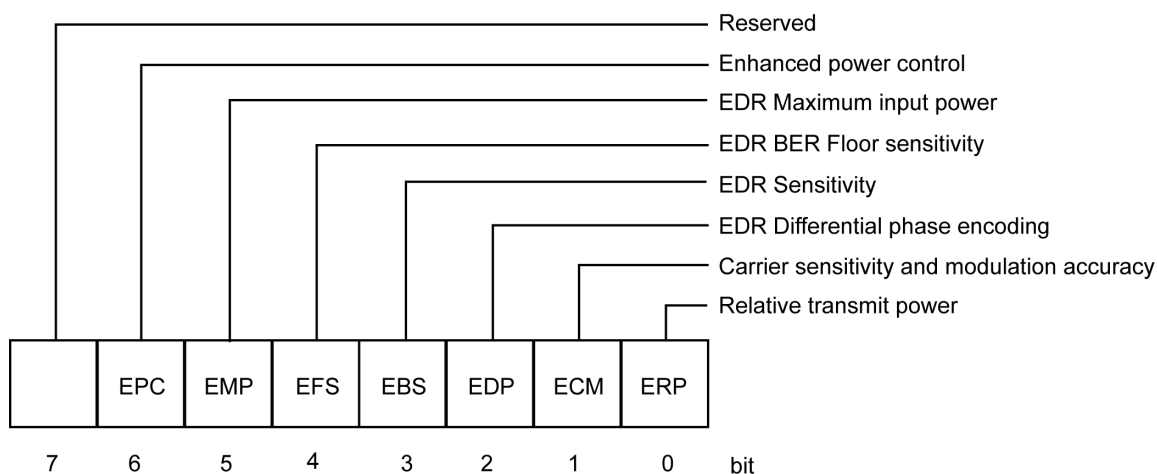 Reserved
Enhanced power control
EDR Maximum input power
EDR BER Floor sensitivity
EDR Sensitivity
EDR Differential phase encoding
Carrier sensitivity and modulation accuracy
Relative transmit power
EPC EMP EFS EBS EDP ECM ERP
7 6 5 4 3 2 1 0 bit